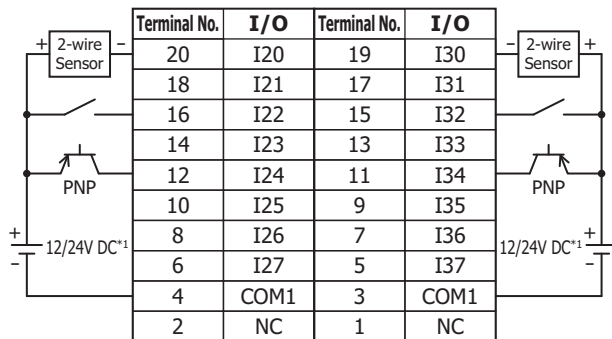 Terminal No. I/O Terminal No. I/O
+ 2-wire Sensor – 20 I20 19 I30 – 2-wire Sensor +
18 I21 17 I31
16 I22 15 I32
14 I23 13 I33
12 I24 11 I34
PNP PNP
10 I25 9 I35
+ 12/24V DC*1 – 8 I26 7 I36 12/24V DC*1 + –
6 I27 5 I37
4 COM1 3 COM1
2 NC 1 NC